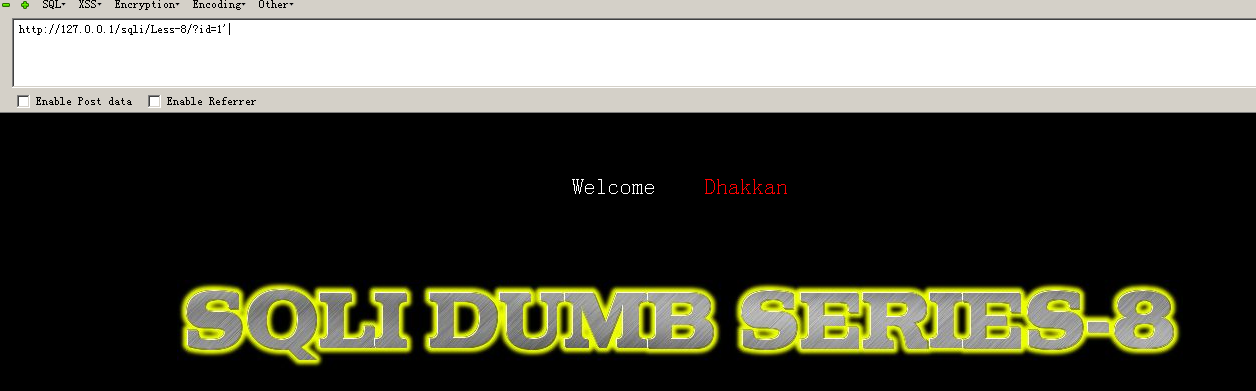 SQL▾ XSS▾ Encryption▾ Encoding▾ Other▾
http://127.0.0.1/sqli/Less-8/?id=1'
Enable Post data Enable Referrer
Welcome Dhakkan
SQLI DUMB SERIES-8